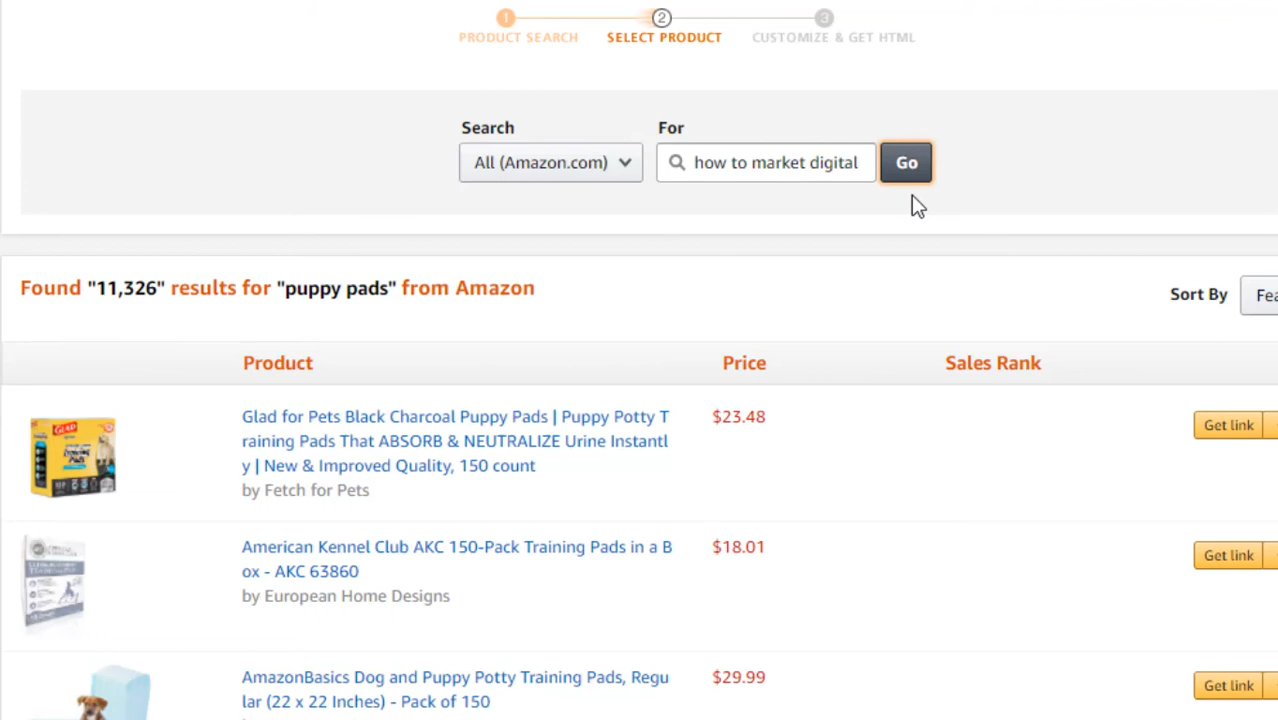 1 2 3
PRODUCT SEARCH SELECT PRODUCT CUSTOMIZE & GET HTML
Search For
All (Amazon.com) how to market digital Go
Found "11,326" results for "puppy pads" from Amazon
Sort By Fea
Product Price Sales Rank
Glad for Pets Black Charcoal Puppy Pads | Puppy Potty T $23.48 Get link
raining Pads That ABSORB & NEUTRALIZE Urine Instantl
y | New & Improved Quality, 150 count
by Fetch for Pets
GLAD
American Kennel Club AKC 150-Pack Training Pads in a B $18.01 Get link
ox - AKC 63860
by European Home Designs
AmazonBasics Dog and Puppy Potty Training Pads, Regu $29.99 Get link
lar (22 x 22 Inches) - Pack of 150